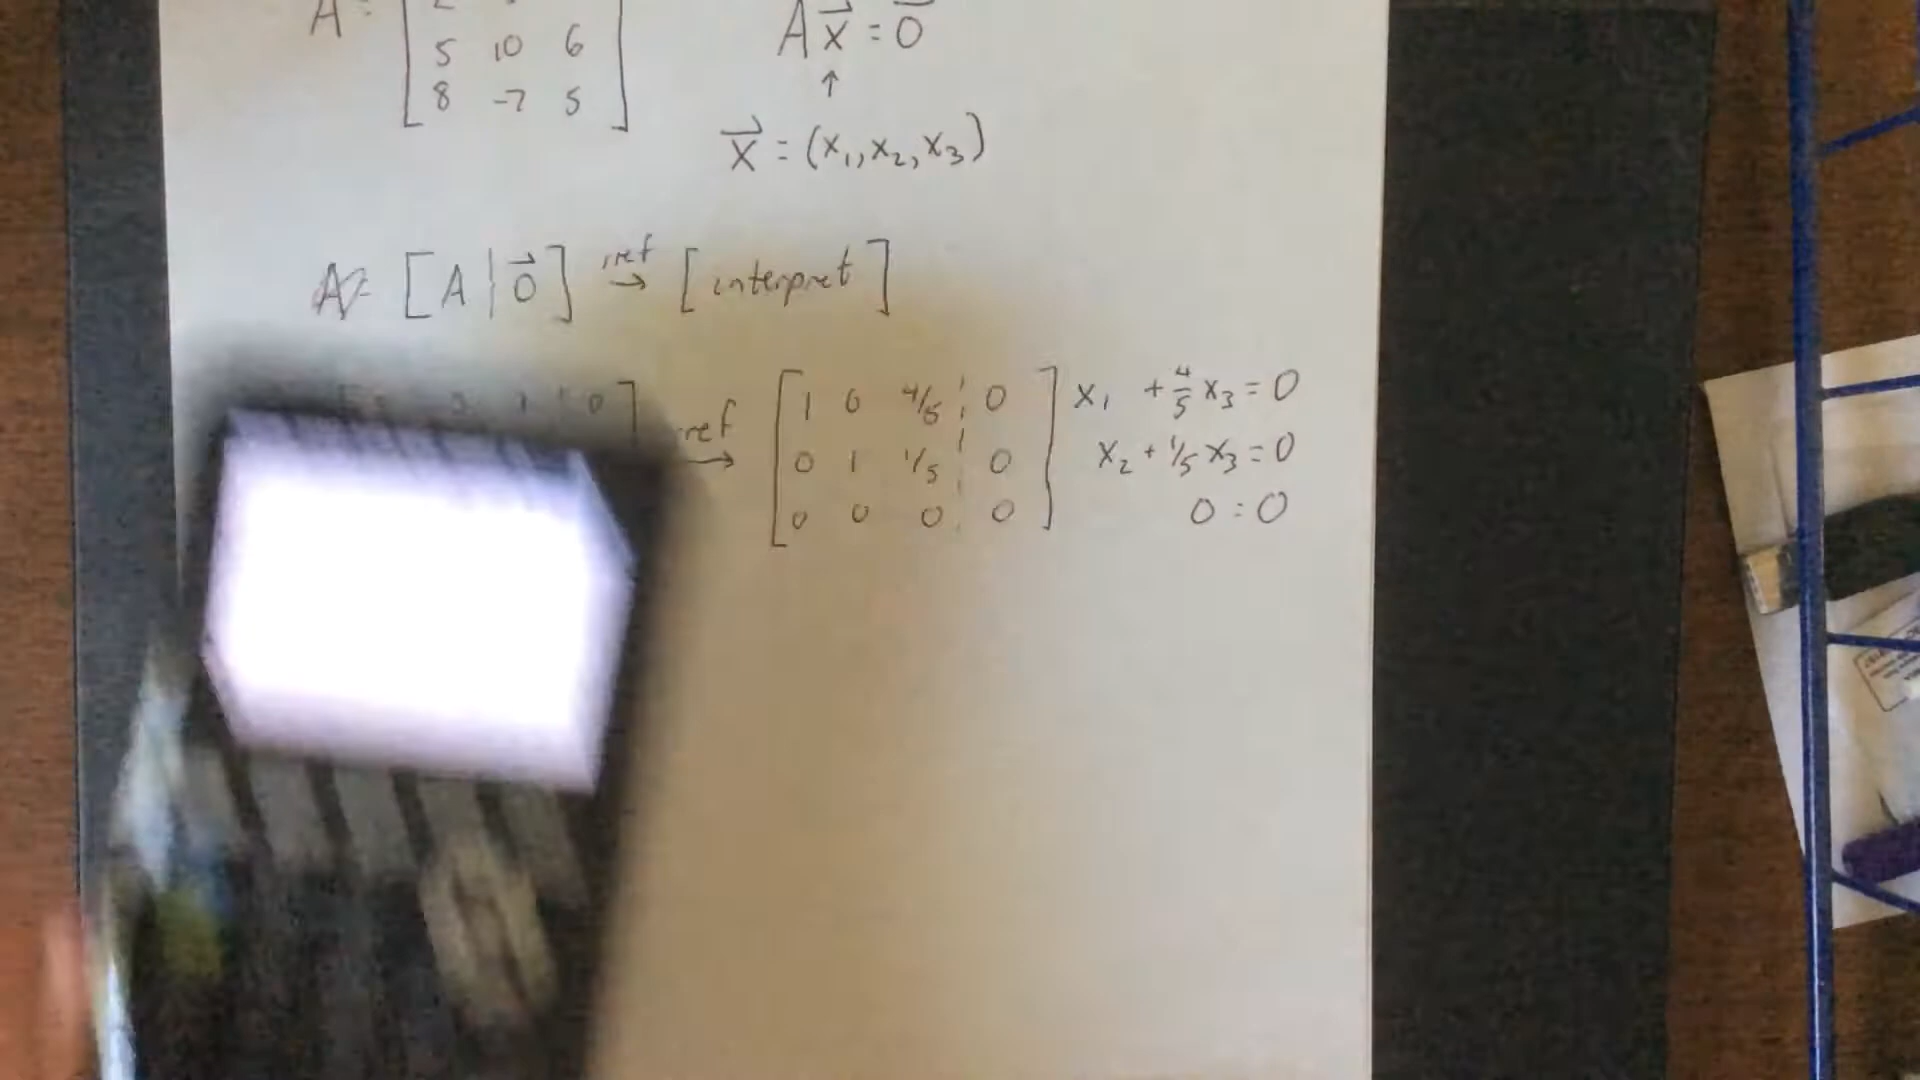 A =
5 10 6
8 -7 5
Ax⃗ = 0⃗
↑
x⃗ = (x₁, x₂, x₃)
[A | 0⃗] rref → [interpret]
0
rref →
1 0 4/5 0
0 1 1/5 0
0 0 0 0
x₁ + 4/5 x₃ = 0
x₂ + 1/5 x₃ = 0
0 = 0